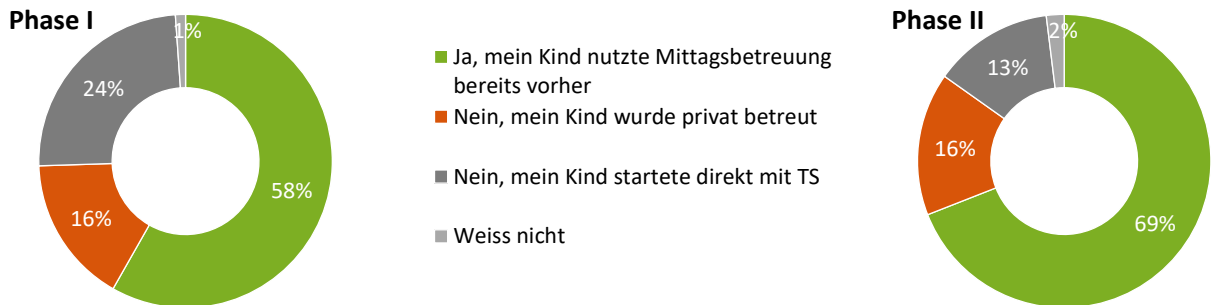 Phase I
1%
24%
58%
16%
Ja, mein Kind nutzte Mittagsbetreuung
bereits vorher
Nein, mein Kind wurde privat betreut
Nein, mein Kind startete direkt mit TS
Weiss nicht
Phase II
2%
13%
16%
69%